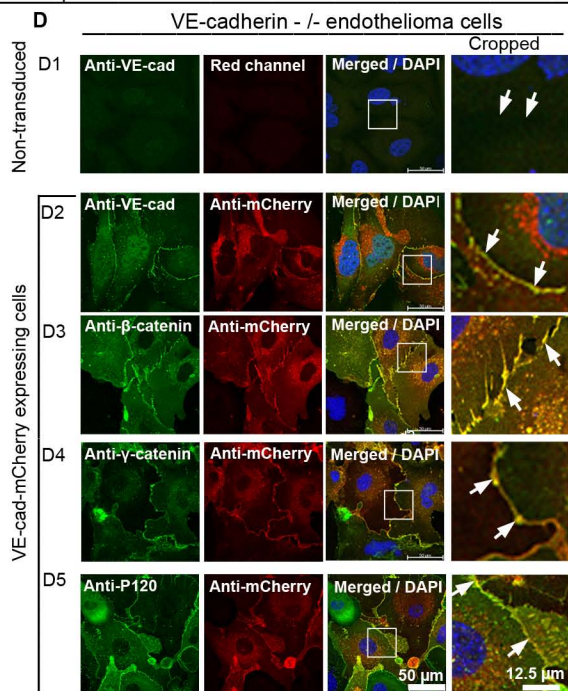 D
VE-cadherin - /- endothelioma cells
Cropped
Non-transduced
D1
Anti-VE-cad
Red channel
Merged / DAPI
VE-cad-mCherry expressing cells
D2
Anti-VE-cad
Anti-mCherry
Merged / DAPI
D3
Anti-β-catenin
Anti-mCherry
Merged / DAPI
D4
Anti-γ-catenin
Anti-mCherry
Merged / DAPI
D5
Anti-P120
Anti-mCherry
Merged / DAPI
50 µm
12.5 µm